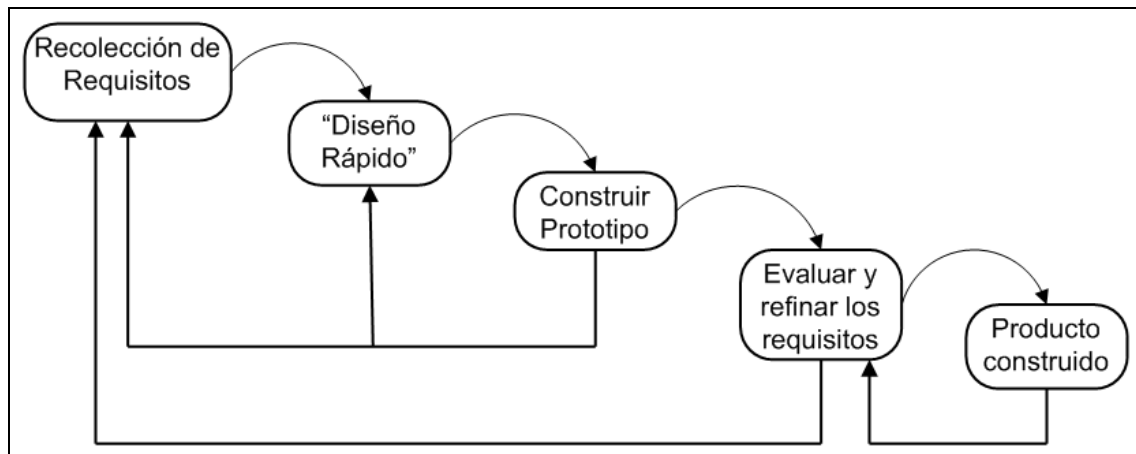 Recolección de
Requisitos
“Diseño
Rápido”
Construir
Prototipo
Evaluar y
refinar los
requisitos
Producto
construido